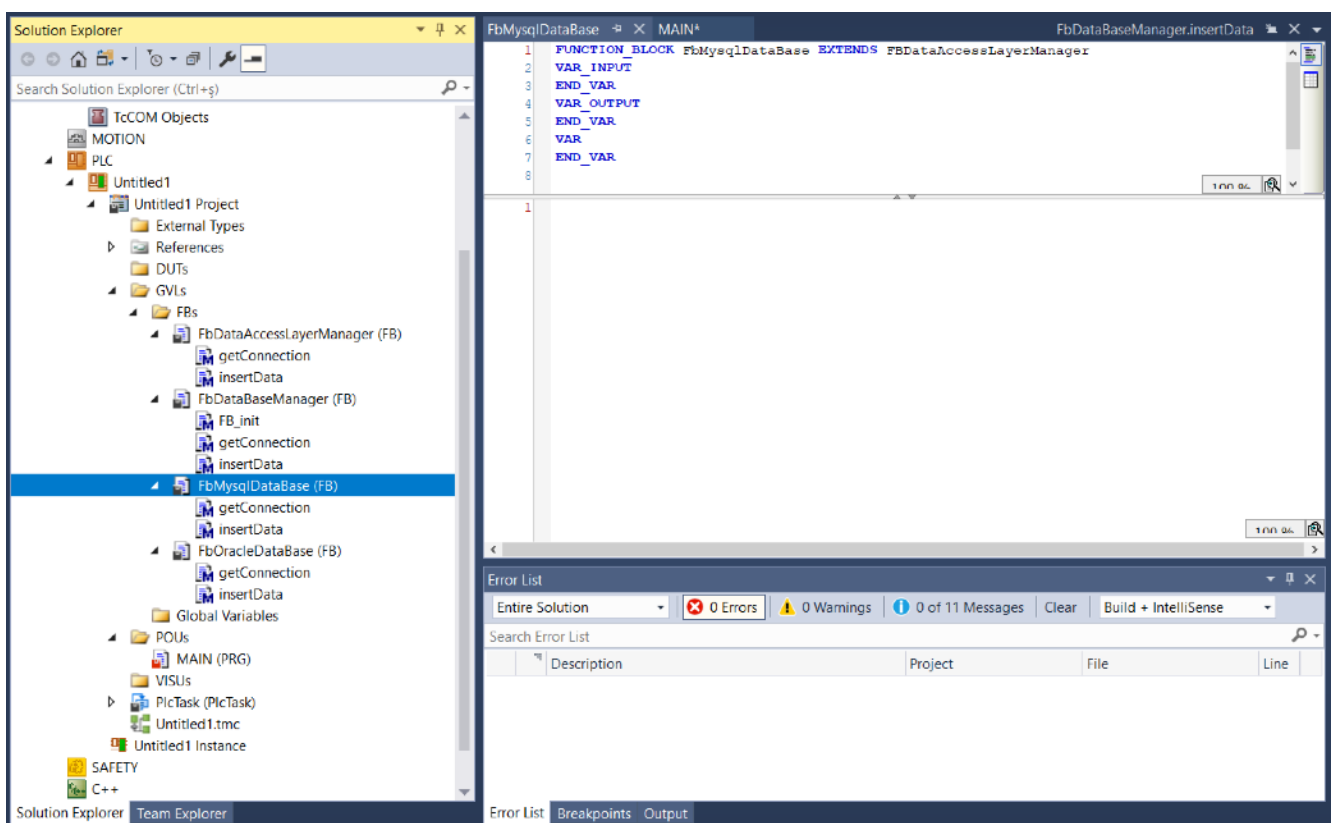 Solution Explorer
Search Solution Explorer (Ctrl+ş)
TcCOM Objects
MOTION
PLC
Untitled1
Untitled1 Project
External Types
References
DUTs
GVLs
FBs
FbDataAccessLayerManager (FB)
getConnection
insertData
FbDataBaseManager (FB)
FB_init
getConnection
insertData
FbMysqlDataBase (FB)
getConnection
insertData
FbOracleDataBase (FB)
getConnection
insertData
Global Variables
POUs
MAIN (PRG)
VISUs
PlcTask (PlcTask)
Untitled1.tmc
Untitled1 Instance
SAFETY
C++
Solution Explorer Team Explorer
FbMysqlDataBase MAIN* FbDataBaseManager.insertData
1 FUNCTION_BLOCK FbMysqlDataBase EXTENDS FBDataAccessLayerManager
2 VAR_INPUT
3 END_VAR
4 VAR_OUTPUT
5 END_VAR
6 VAR
7 END_VAR
8
100 %
1
100 %
Error List
Entire Solution 0 Errors 0 Warnings 0 of 11 Messages Clear Build + IntelliSense
Search Error List
Description Project File Line
Error List Breakpoints Output